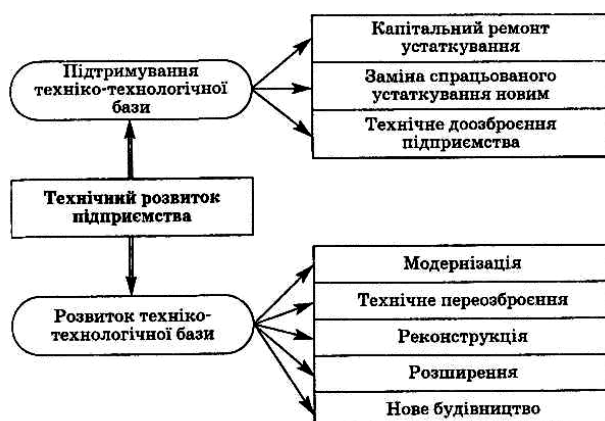 Капітальний ремонт
устаткування
Підтримування
техніко-технологічної
бази
Заміна спрацьованого
устаткування новим
Технічне доозброєння
підприємства
Технічний розвиток
підприємства
Модернізація
Технічне переозброєння
Розвиток техніко-
технологічної бази
Реконструкція
Розширення
Нове будівництво